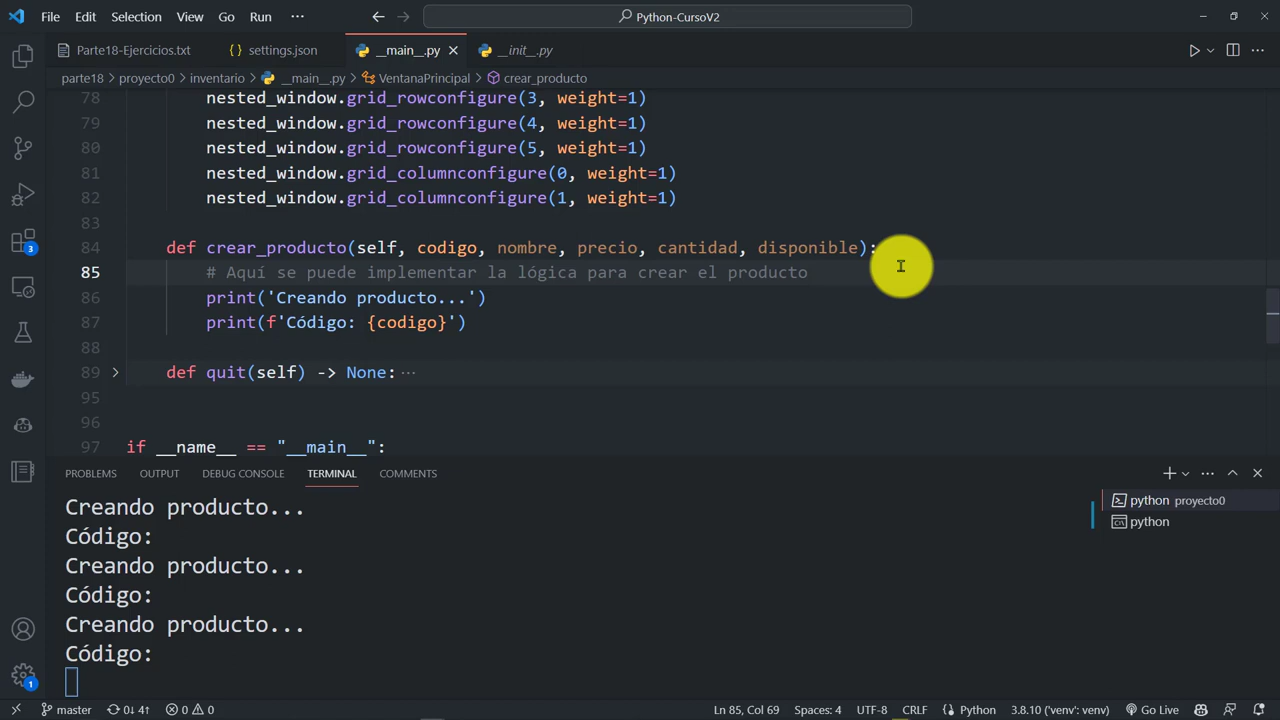 File Edit Selection View Go Run ··· Python-CursoV2
Parte18-Ejercicios.txt {} settings.json __main__.py __init__.py
parte18 > proyecto0 > inventario > __main__.py > VentanaPrincipal > crear_producto
78 nested_window.grid_rowconfigure(3, weight=1)
79 nested_window.grid_rowconfigure(4, weight=1)
80 nested_window.grid_rowconfigure(5, weight=1)
81 nested_window.grid_columnconfigure(0, weight=1)
82 nested_window.grid_columnconfigure(1, weight=1)
83
84 def crear_producto(self, codigo, nombre, precio, cantidad, disponible):
85 # Aquí se puede implementar la lógica para crear el producto
86 print('Creando producto...')
87 print(f'Código: {codigo}')
88
89 def quit(self) -> None:···
95
96
97 if __name__ == "__main__":
PROBLEMS OUTPUT DEBUG CONSOLE TERMINAL COMMENTS
Creando producto...
Código:
Creando producto...
Código:
Creando producto...
Código:
python proyecto0
python
3
1
master 0↓ 4↑ 0 0 Ln 85, Col 69 Spaces: 4 UTF-8 CRLF {} Python 3.8.10 ('venv': venv) Go Live